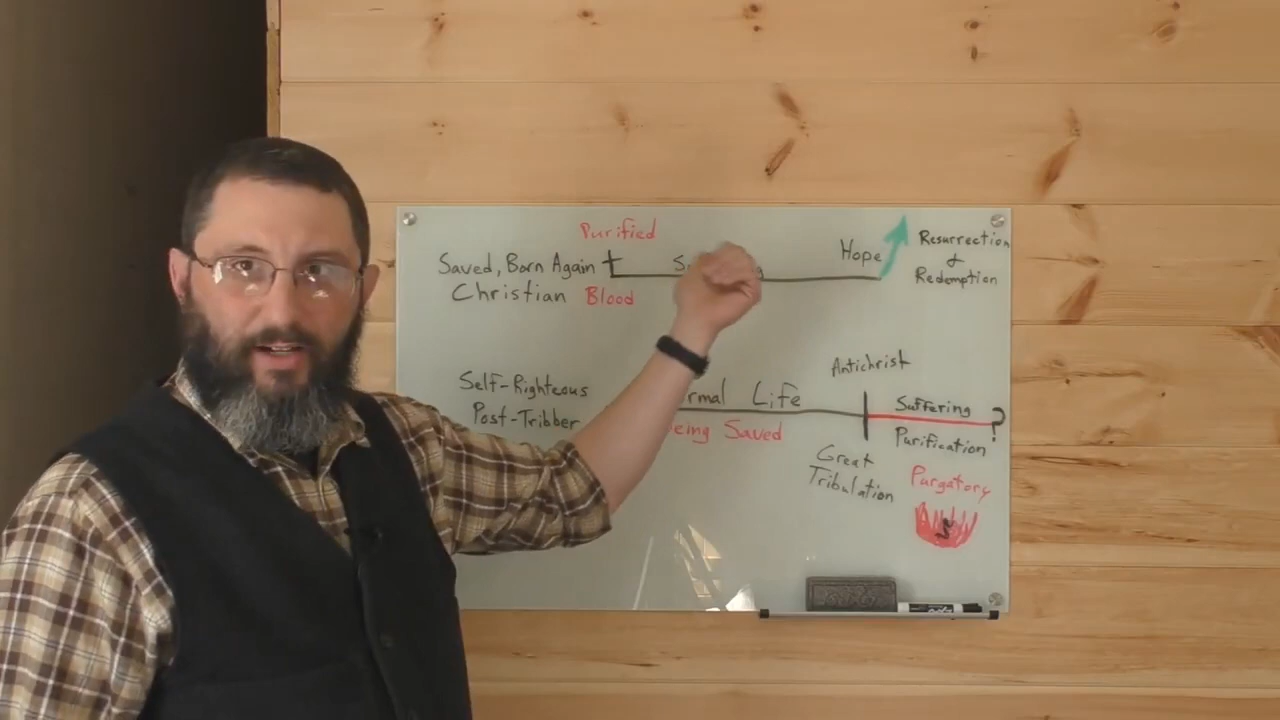 Purified
Saved, Born Again
Christian
Blood
Hope
Resurrection
&
Redemption
Self-Righteous
Post-Tribber
Life
Saved
Antichrist
Great
Tribulation
Suffering
?
Purification
Purgatory